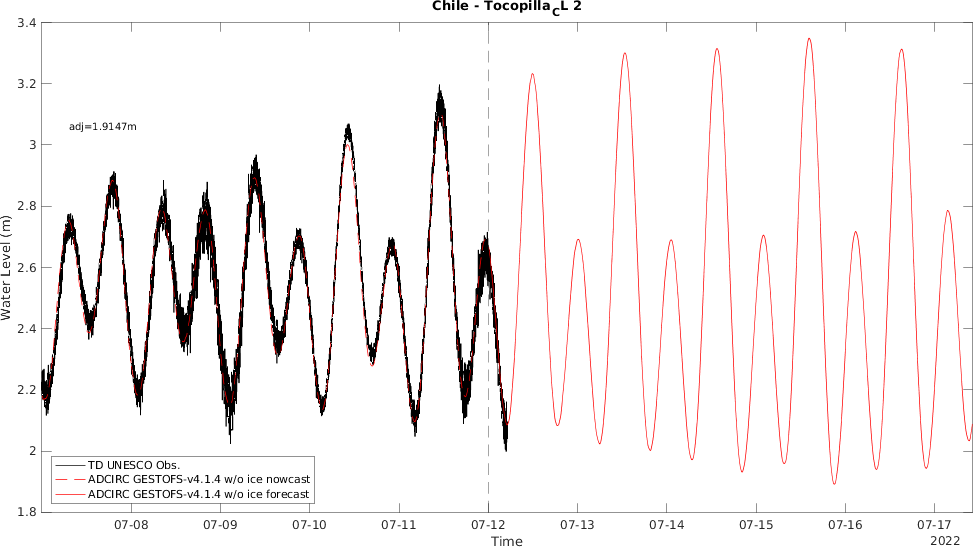 Chile - Tocopilla_CL 2
3.4
3.2
3
2.8
2.6
2.4
2.2
2
1.8
Water Level (m)
adj=1.9147m
TD UNESCO Obs.
ADCIRC GESTOFS-v4.1.4 w/o ice nowcast
ADCIRC GESTOFS-v4.1.4 w/o ice forecast
07-08 07-09 07-10 07-11 07-12 07-13 07-14 07-15 07-16 07-17
Time
2022